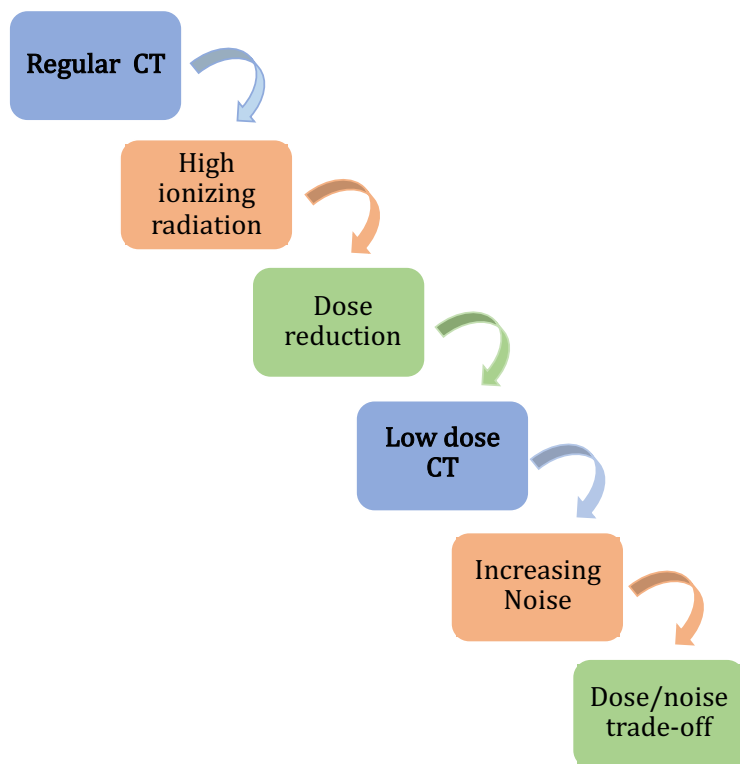 Regular CT
High
ionizing
radiation
Dose
reduction
Low dose
CT
Increasing
Noise
Dose/noise
trade-off